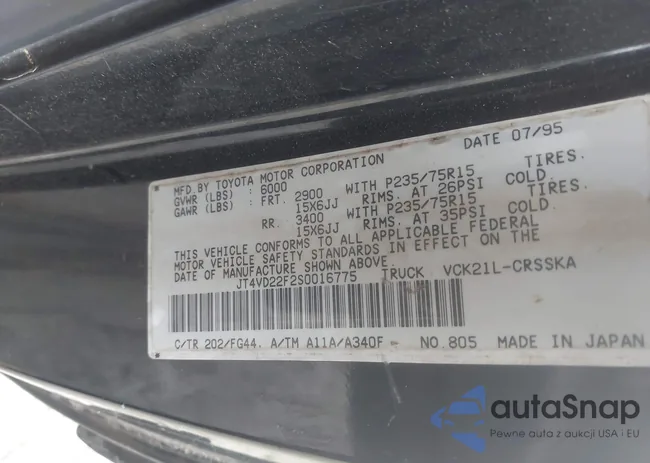 DATE 07/95
MFD.BY TOYOTA MOTOR CORPORATION
GVWR (LBS) : 6000
GAWR (LBS) : FRT. 2900 WITH P235/75R15 TIRES.
15X6JJ RIMS. AT 26PSI COLD.
RR. 3400 WITH P235/75R15 TIRES.
15X6JJ RIMS. AT 35PSI COLD.
THIS VEHICLE CONFORMS TO ALL APPLICABLE FEDERAL
MOTOR VEHICLE SAFETY STANDARDS IN EFFECT ON THE
DATE OF MANUFACTURE SHOWN ABOVE.
JT4VD22F2S0016775 TRUCK VCK21L-CRSSKA
C/TR 202/FG44. A/TM A11A/A340F - NO.805 MADE IN JAPAN
autaSnap
Pewne auto z aukcji USA i EU